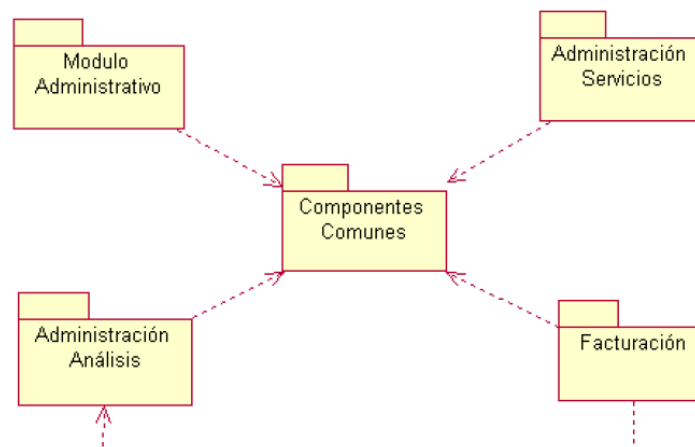 Modulo
Administrativo
Administración
Servicios
Componentes
Comunes
Administración
Análisis
Facturación